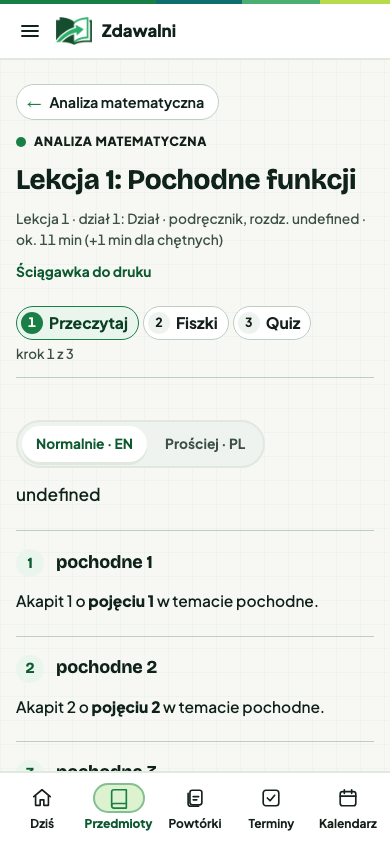 Zdawalni
← Analiza matematyczna
ANALIZA MATEMATYCZNA
Lekcja 1: Pochodne funkcji
Lekcja 1 · dział 1: Dział · podręcznik, rozdz. undefined ·
ok. 11 min (+1 min dla chętnych)
Ściągawka do druku
1 Przeczytaj 2 Fiszki 3 Quiz
krok 1 z 3
Normalnie · EN Prościej · PL
undefined
1 pochodne 1
Akapit 1 o pojęciu 1 w temacie pochodne.
2 pochodne 2
Akapit 2 o pojęciu 2 w temacie pochodne.
3 pochodne 3
Dziś Przedmioty Powtórki Terminy Kalendarz